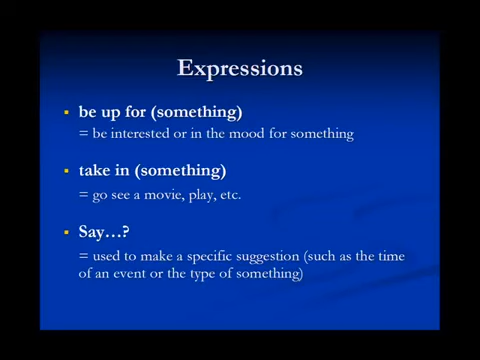 Expressions
be up for (something)
= be interested or in the mood for something
take in (something)
= go see a movie, play, etc.
Say…?
= used to make a specific suggestion (such as the time
of an event or the type of something)